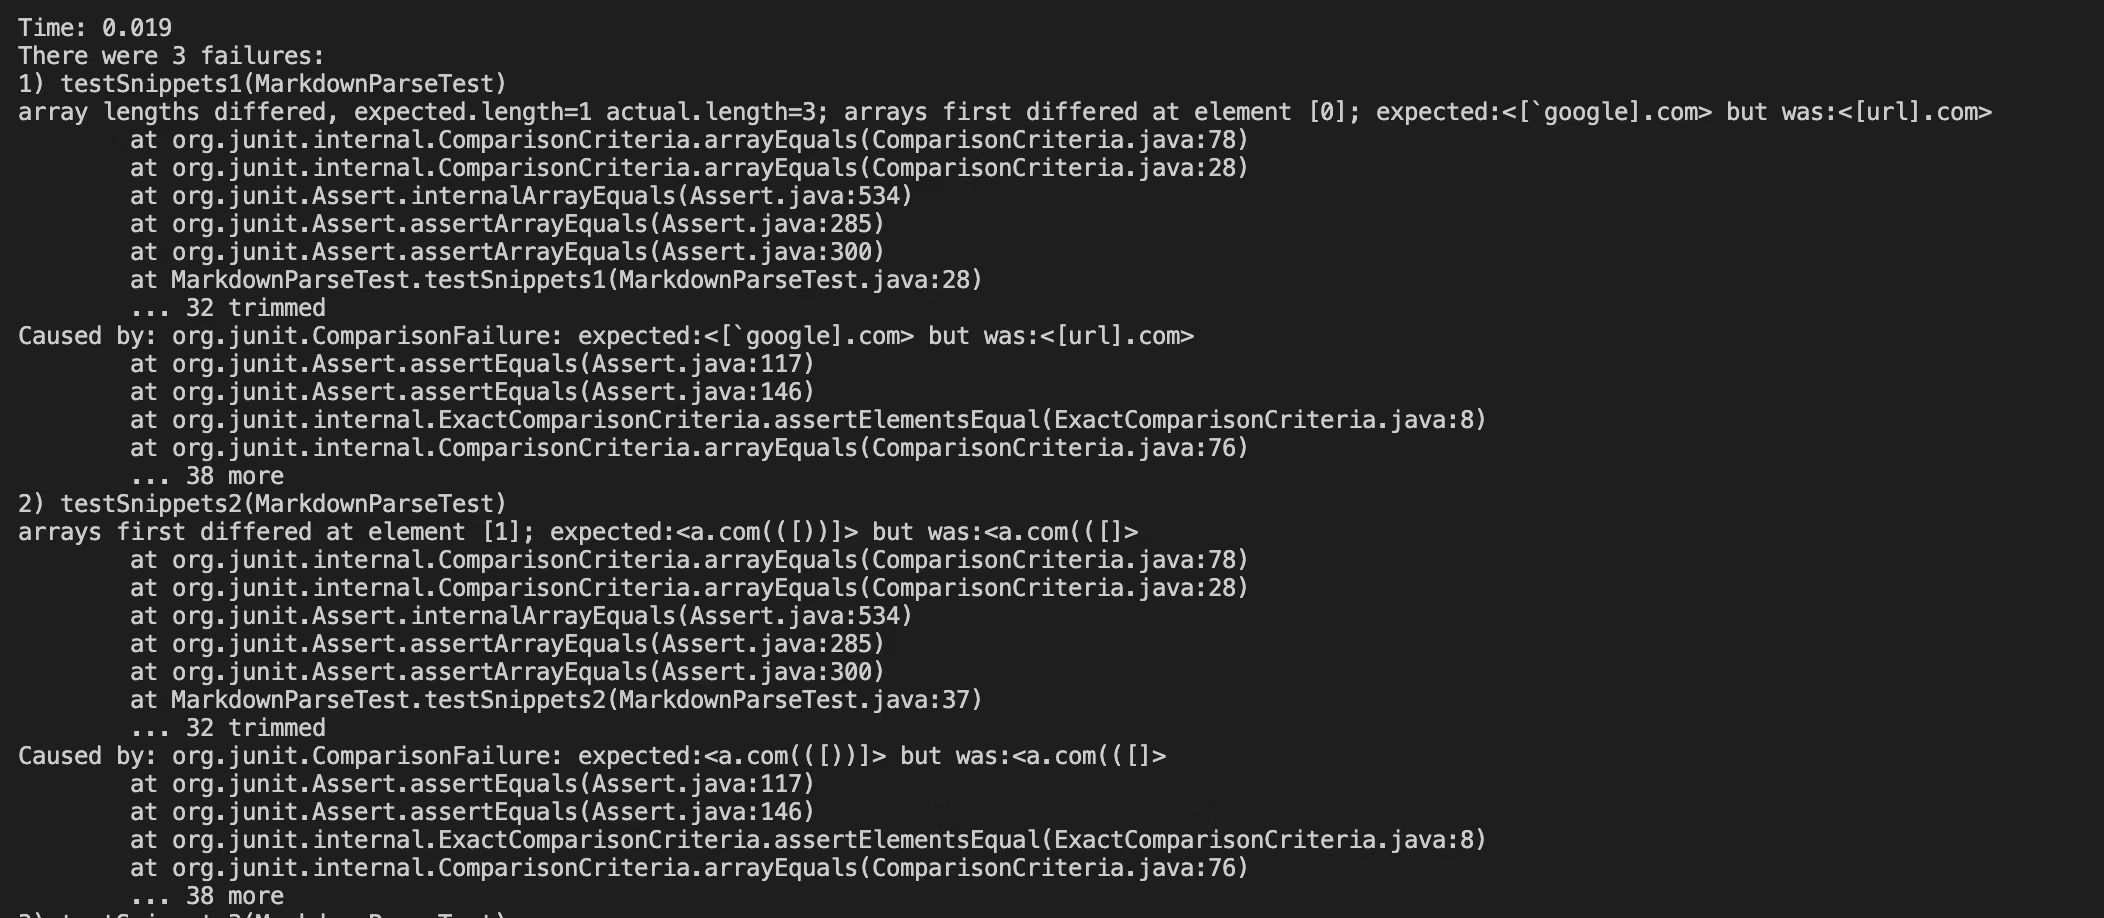 Time: 0.019
There were 3 failures:
1) testSnippets1(MarkdownParseTest)
array lengths differed, expected.length=1 actual.length=3; arrays first differed at element [0]; expected:<[`google].com> but was:<[url].com>
at org.junit.internal.ComparisonCriteria.arrayEquals(ComparisonCriteria.java:78)
at org.junit.internal.ComparisonCriteria.arrayEquals(ComparisonCriteria.java:28)
at org.junit.Assert.internalArrayEquals(Assert.java:534)
at org.junit.Assert.assertArrayEquals(Assert.java:285)
at org.junit.Assert.assertArrayEquals(Assert.java:300)
at MarkdownParseTest.testSnippets1(MarkdownParseTest.java:28)
... 32 trimmed
Caused by: org.junit.ComparisonFailure: expected:<[`google].com> but was:<[url].com>
at org.junit.Assert.assertEquals(Assert.java:117)
at org.junit.Assert.assertEquals(Assert.java:146)
at org.junit.internal.ExactComparisonCriteria.assertElementsEqual(ExactComparisonCriteria.java:8)
at org.junit.internal.ComparisonCriteria.arrayEquals(ComparisonCriteria.java:76)
... 38 more
2) testSnippets2(MarkdownParseTest)
arrays first differed at element [1]; expected:<a.com(([))]> but was:<a.com(([]>
at org.junit.internal.ComparisonCriteria.arrayEquals(ComparisonCriteria.java:78)
at org.junit.internal.ComparisonCriteria.arrayEquals(ComparisonCriteria.java:28)
at org.junit.Assert.internalArrayEquals(Assert.java:534)
at org.junit.Assert.assertArrayEquals(Assert.java:285)
at org.junit.Assert.assertArrayEquals(Assert.java:300)
at MarkdownParseTest.testSnippets2(MarkdownParseTest.java:37)
... 32 trimmed
Caused by: org.junit.ComparisonFailure: expected:<a.com(([))]> but was:<a.com(([]>
at org.junit.Assert.assertEquals(Assert.java:117)
at org.junit.Assert.assertEquals(Assert.java:146)
at org.junit.internal.ExactComparisonCriteria.assertElementsEqual(ExactComparisonCriteria.java:8)
at org.junit.internal.ComparisonCriteria.arrayEquals(ComparisonCriteria.java:76)
... 38 more